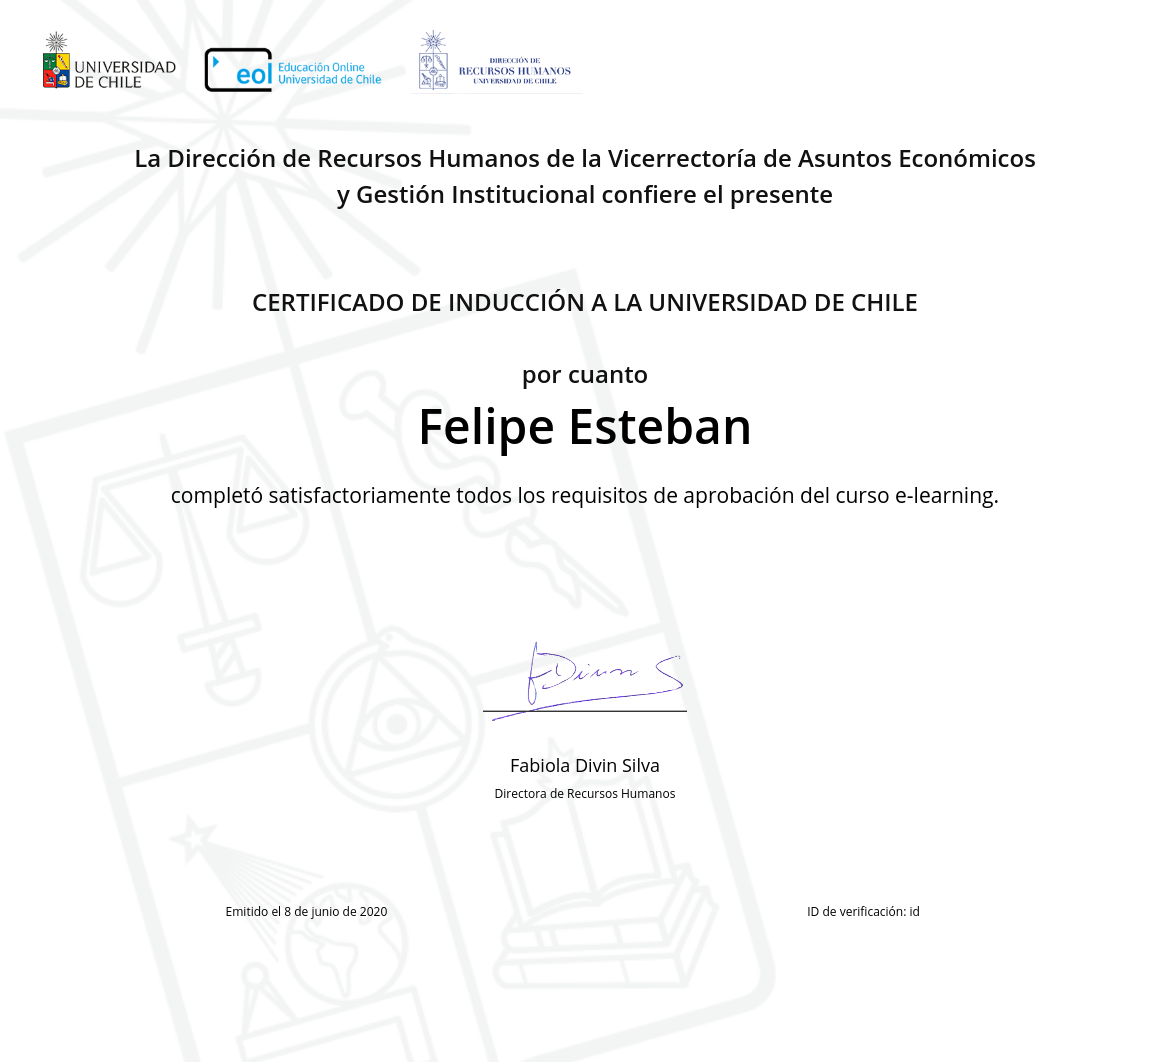 UNIVERSIDAD
DE CHILE
eol
Educación Online
Universidad de Chile
DIRECCIÓN DE
RECURSOS HUMANOS
UNIVERSIDAD DE CHILE
La Dirección de Recursos Humanos de la Vicerrectoría de Asuntos Económicos
y Gestión Institucional confiere el presente
CERTIFICADO DE INDUCCIÓN A LA UNIVERSIDAD DE CHILE
por cuanto
Felipe Esteban
completó satisfactoriamente todos los requisitos de aprobación del curso e-learning.
FDivin S
Fabiola Divin Silva
Directora de Recursos Humanos
Emitido el 8 de junio de 2020
ID de verificación: id